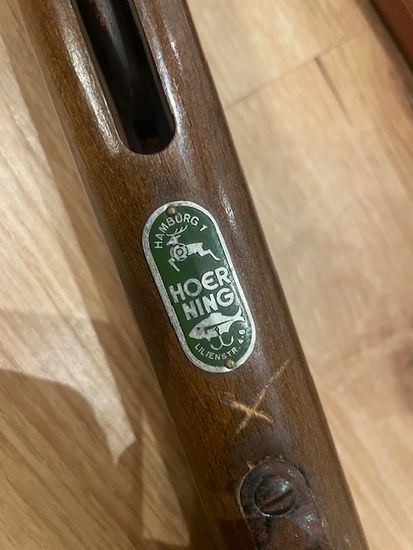 HAMBURG 1
HOER
NING
LILIENSTR. 4-6